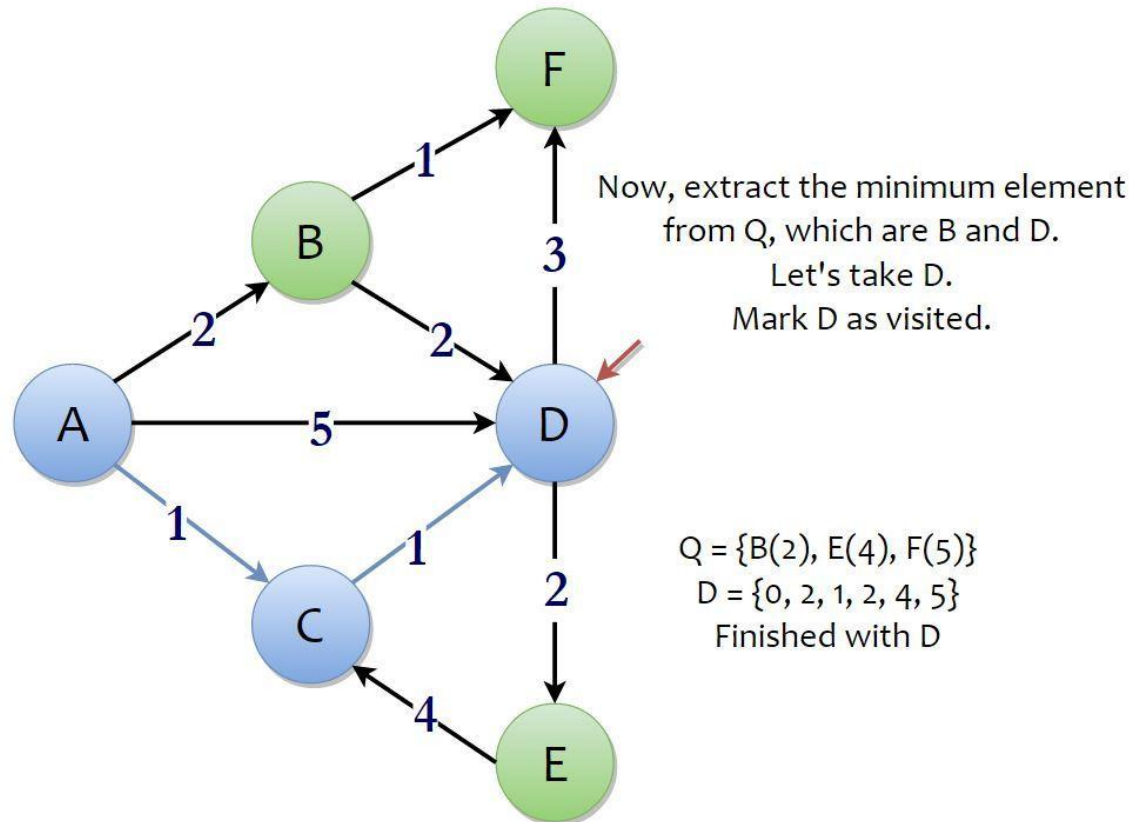 F
1
Now, extract the minimum element
from Q, which are B and D.
Let's take D.
Mark D as visited.
B
3
2
2
A
5
D
1
1
Q = {B(2), E(4), F(5)}
D = {0, 2, 1, 2, 4, 5}
Finished with D
2
C
4
E